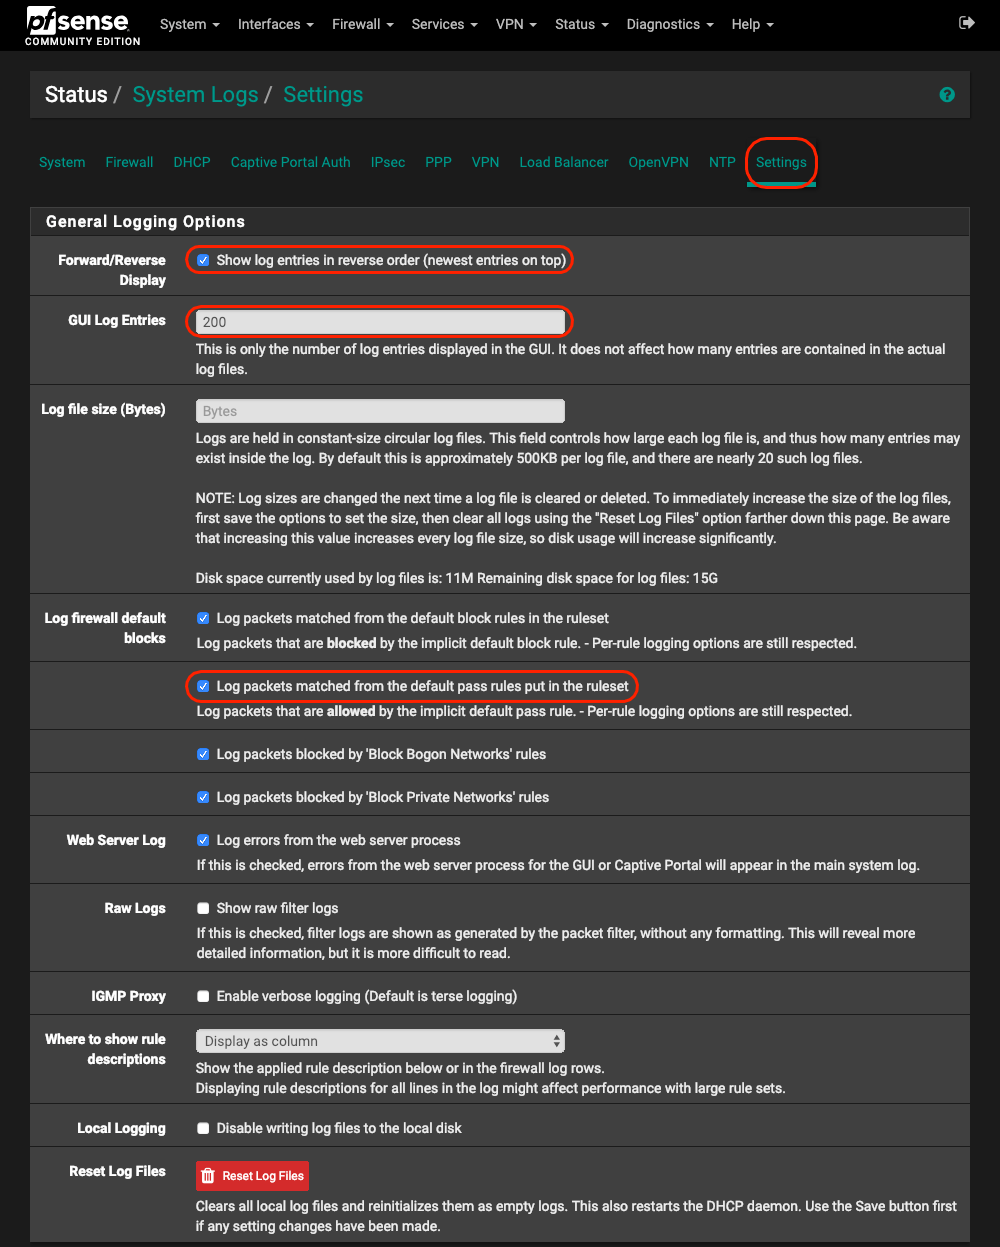 pfsense.
COMMUNITY EDITION
System Interfaces Firewall Services VPN Status Diagnostics Help
Status / System Logs / Settings
System Firewall DHCP Captive Portal Auth IPsec PPP VPN Load Balancer OpenVPN NTP Settings
General Logging Options
Forward/Reverse Display
Show log entries in reverse order (newest entries on top)
GUI Log Entries
200
This is only the number of log entries displayed in the GUI. It does not affect how many entries are contained in the actual
log files.
Log file size (Bytes)
Bytes
Logs are held in constant-size circular log files. This field controls how large each log file is, and thus how many entries may
exist inside the log. By default this is approximately 500KB per log file, and there are nearly 20 such log files.
NOTE: Log sizes are changed the next time a log file is cleared or deleted. To immediately increase the size of the log files,
first save the options to set the size, then clear all logs using the "Reset Log Files" option farther down this page. Be aware
that increasing this value increases every log file size, so disk usage will increase significantly.
Disk space currently used by log files is: 11M Remaining disk space for log files: 15G
Log firewall default
blocks
Log packets matched from the default block rules in the ruleset
Log packets that are blocked by the implicit default block rule. - Per-rule logging options are still respected.
Log packets matched from the default pass rules put in the ruleset
Log packets that are allowed by the implicit default pass rule. - Per-rule logging options are still respected.
Log packets blocked by 'Block Bogon Networks' rules
Log packets blocked by 'Block Private Networks' rules
Web Server Log
Log errors from the web server process
If this is checked, errors from the web server process for the GUI or Captive Portal will appear in the main system log.
Raw Logs
Show raw filter logs
If this is checked, filter logs are shown as generated by the packet filter, without any formatting. This will reveal more
detailed information, but it is more difficult to read.
IGMP Proxy
Enable verbose logging (Default is terse logging)
Where to show rule
descriptions
Display as column
Show the applied rule description below or in the firewall log rows.
Displaying rule descriptions for all lines in the log might affect performance with large rule sets.
Local Logging
Disable writing log files to the local disk
Reset Log Files
Reset Log Files
Clears all local log files and reinitializes them as empty logs. This also restarts the DHCP daemon. Use the Save button first
if any setting changes have been made.